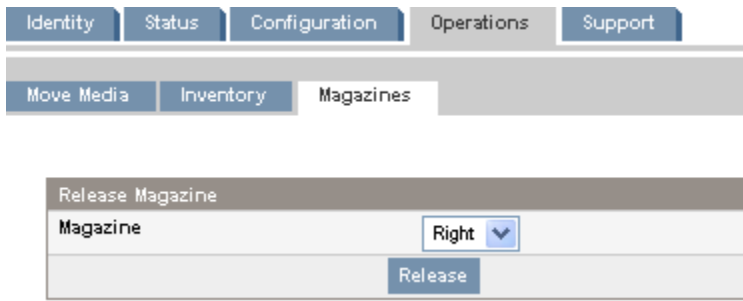 Identity Status Configuration Operations Support
Move Media Inventory Magazines
Release Magazine
Magazine Right
Release